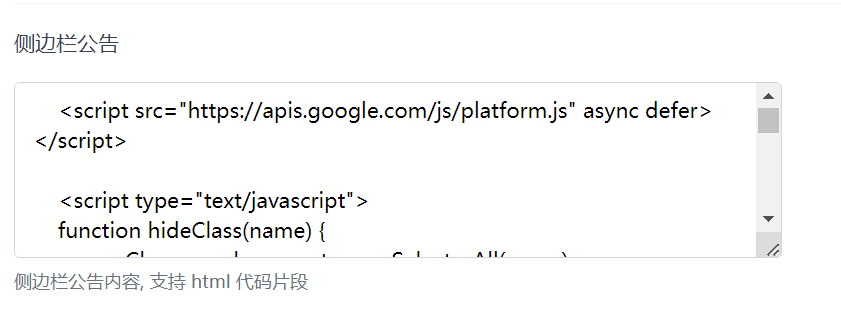 侧边栏公告
<script src="https://apis.google.com/js/platform.js" async defer>
</script>
<script type="text/javascript">
function hideClass(name) {
侧边栏公告内容, 支持 html 代码片段